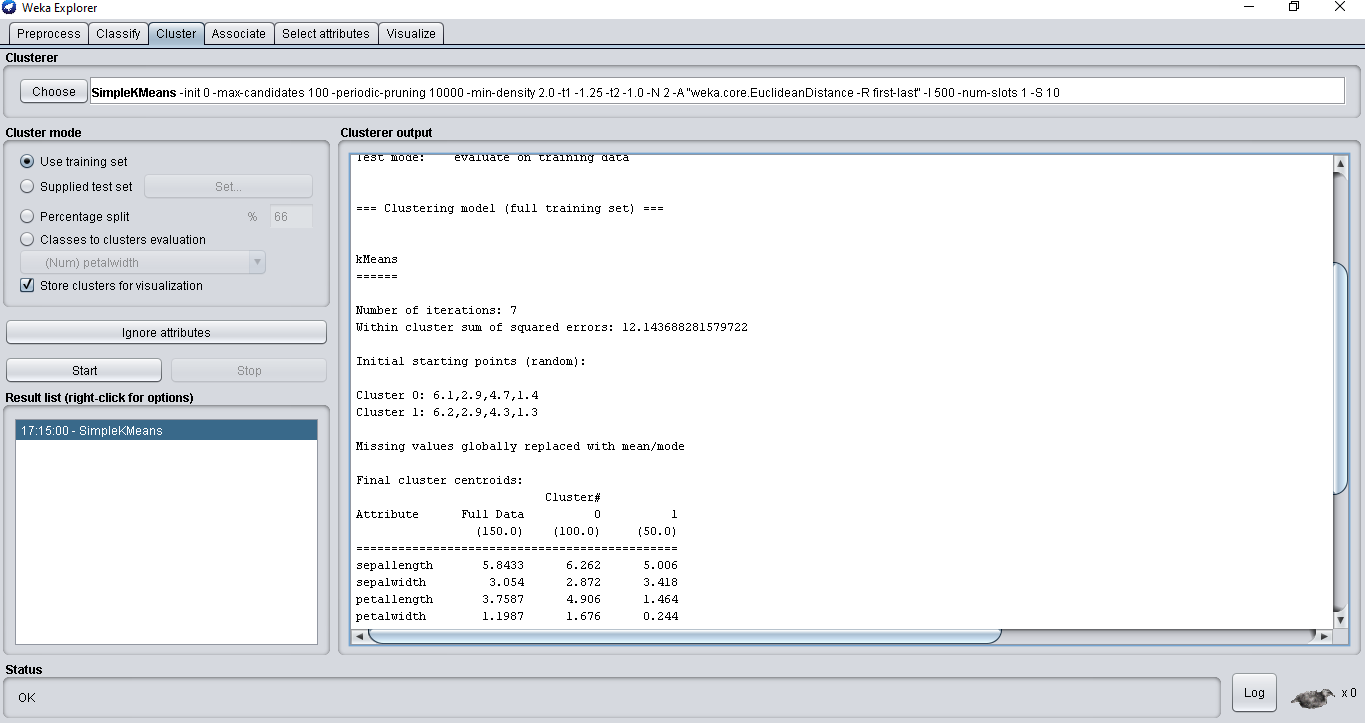 Weka Explorer
Preprocess Classify Cluster Associate Select attributes Visualize
Clusterer
Choose SimpleKMeans -init 0 -max-candidates 100 -periodic-pruning 10000 -min-density 2.0 -t1 -1.25 -t2 -1.0 -N 2 -A "weka.core.EuclideanDistance -R first-last" -I 500 -num-slots 1 -S 10
Cluster mode
Use training set
Supplied test set Set...
Percentage split % 66
Classes to clusters evaluation
(Num) petalwidth
Store clusters for visualization
Ignore attributes
Start Stop
Result list (right-click for options)
17:15:00 - SimpleKMeans
Clusterer output
Test mode: evaluate on training data
=== Clustering model (full training set) ===
kMeans
======
Number of iterations: 7
Within cluster sum of squared errors: 12.143688281579722
Initial starting points (random):
Cluster 0: 6.1,2.9,4.7,1.4
Cluster 1: 6.2,2.9,4.3,1.3
Missing values globally replaced with mean/mode
Final cluster centroids:
Cluster#
Attribute Full Data 0 1
(150.0) (100.0) (50.0)
==============================================
sepallength 5.8433 6.262 5.006
sepalwidth 3.054 2.872 3.418
petallength 3.7587 4.906 1.464
petalwidth 1.1987 1.676 0.244
Status
OK
Log x 0